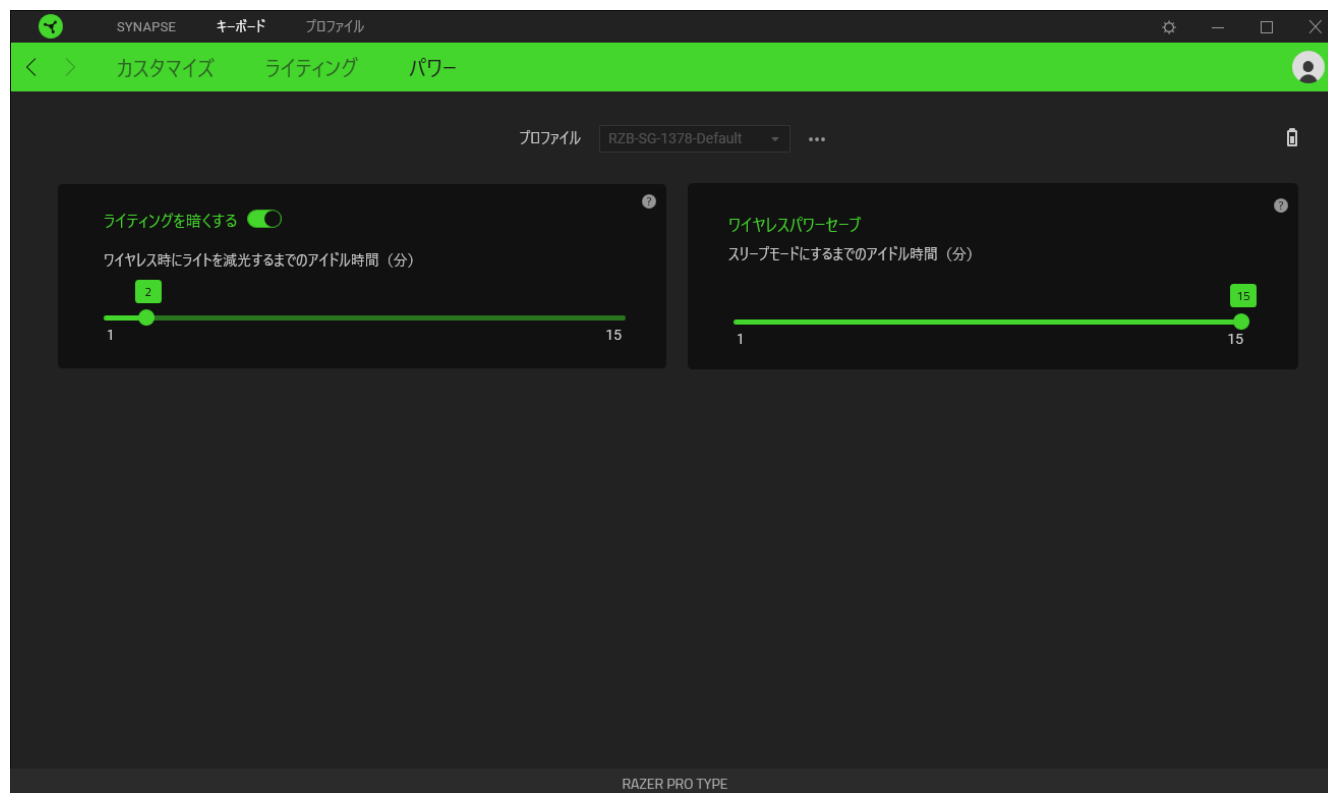 SYNAPSE キーボード プロファイル
カスタマイズ ライティング パワー
プロファイル RZB-SG-1378-Default
ライティングを暗くする
ワイヤレス時にライトを減光するまでのアイドル時間（分）
2
1 15
ワイヤレスパワーセーブ
スリープモードにするまでのアイドル時間（分）
15
1 15
RAZER PRO TYPE